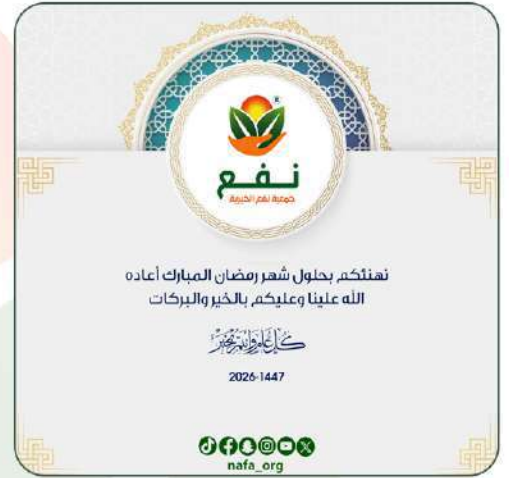 ®
نفع
جمعية نفع الخيرية
نهنئكم بحلول شهر رمضان المبارك أعاده
الله علينا وعليكم بالخير والبركات
كل عام وأنتم بخير
2026-1447
nafa_org